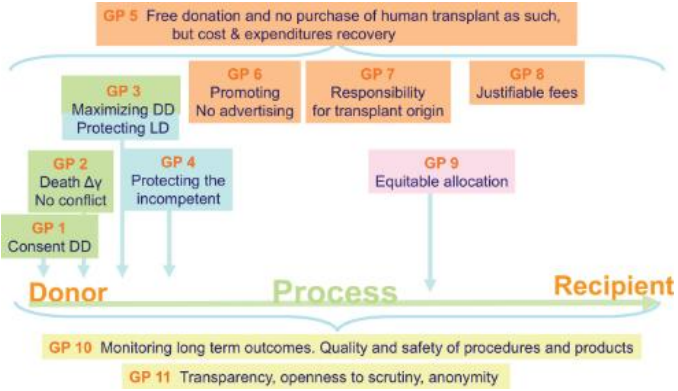 GP 5 Free donation and no purchase of human transplant as such,
but cost & expenditures recovery
GP 3
Maximizing DD
Protecting LD
GP 6
Promoting
No advertising
GP 7
Responsibility
for transplant origin
GP 8
Justifiable fees
GP 2
Death Δγ
No conflict
GP 4
Protecting the
incompetent
GP 9
Equitable allocation
GP 1
Consent DD
Donor
Process
Recipient
GP 10 Monitoring long term outcomes. Quality and safety of procedures and products
GP 11 Transparency, openness to scrutiny, anonymity